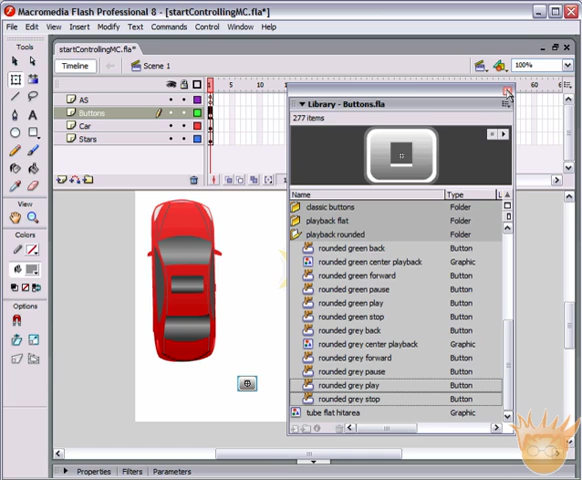 Macromedia Flash Professional 8 - [startControllingMC.fla*]
File Edit View Insert Modify Text Commands Control Window Help
Tools
startControllingMC.fla*
Timeline Scene 1 100%
1 5 10 60 6
AS
Buttons
Car
Stars
Library - Buttons.fla
277 items
Name Type L
classic buttons Folder
playback flat Folder
playback rounded Folder
rounded green back Button
rounded green center playback Graphic
rounded green forward Button
rounded green pause Button
rounded green play Button
rounded green stop Button
rounded grey back Button
rounded grey center playback Graphic
rounded grey forward Button
rounded grey pause Button
rounded grey play Button
rounded grey stop Button
tube flat hitarea Graphic
View
Colors
Options
Properties Filters Parameters